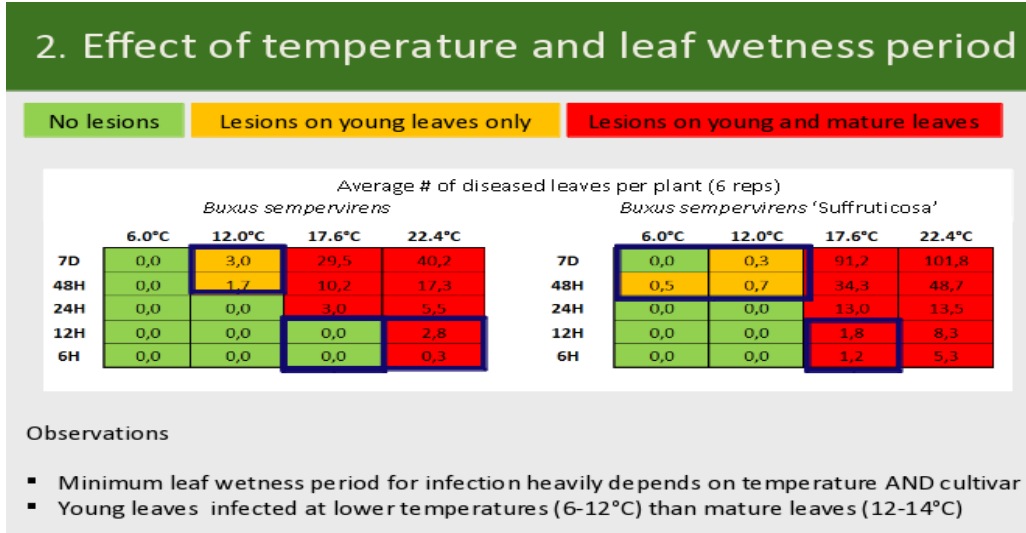 2. Effect of temperature and leaf wetness period
No lesions Lesions on young leaves only Lesions on young and mature leaves
Average # of diseased leaves per plant (6 reps)
Buxus sempervirens Buxus sempervirens 'Suffruticosa'
6.0°C 12.0°C 17.6°C 22.4°C 6.0°C 12.0°C 17.6°C 22.4°C
7D 0,0 3,0 29,5 40,2 7D 0,0 0,3 91,2 101,8
48H 0,0 1,7 10,2 17,3 48H 0,5 0,7 34,3 48,7
24H 0,0 0,0 3,0 5,5 24H 0,0 0,0 13,0 13,5
12H 0,0 0,0 0,0 2,8 12H 0,0 0,0 1,8 8,3
6H 0,0 0,0 0,0 0,3 6H 0,0 0,0 1,2 5,3
Observations
▪ Minimum leaf wetness period for infection heavily depends on temperature AND cultivar
▪ Young leaves infected at lower temperatures (6-12°C) than mature leaves (12-14°C)